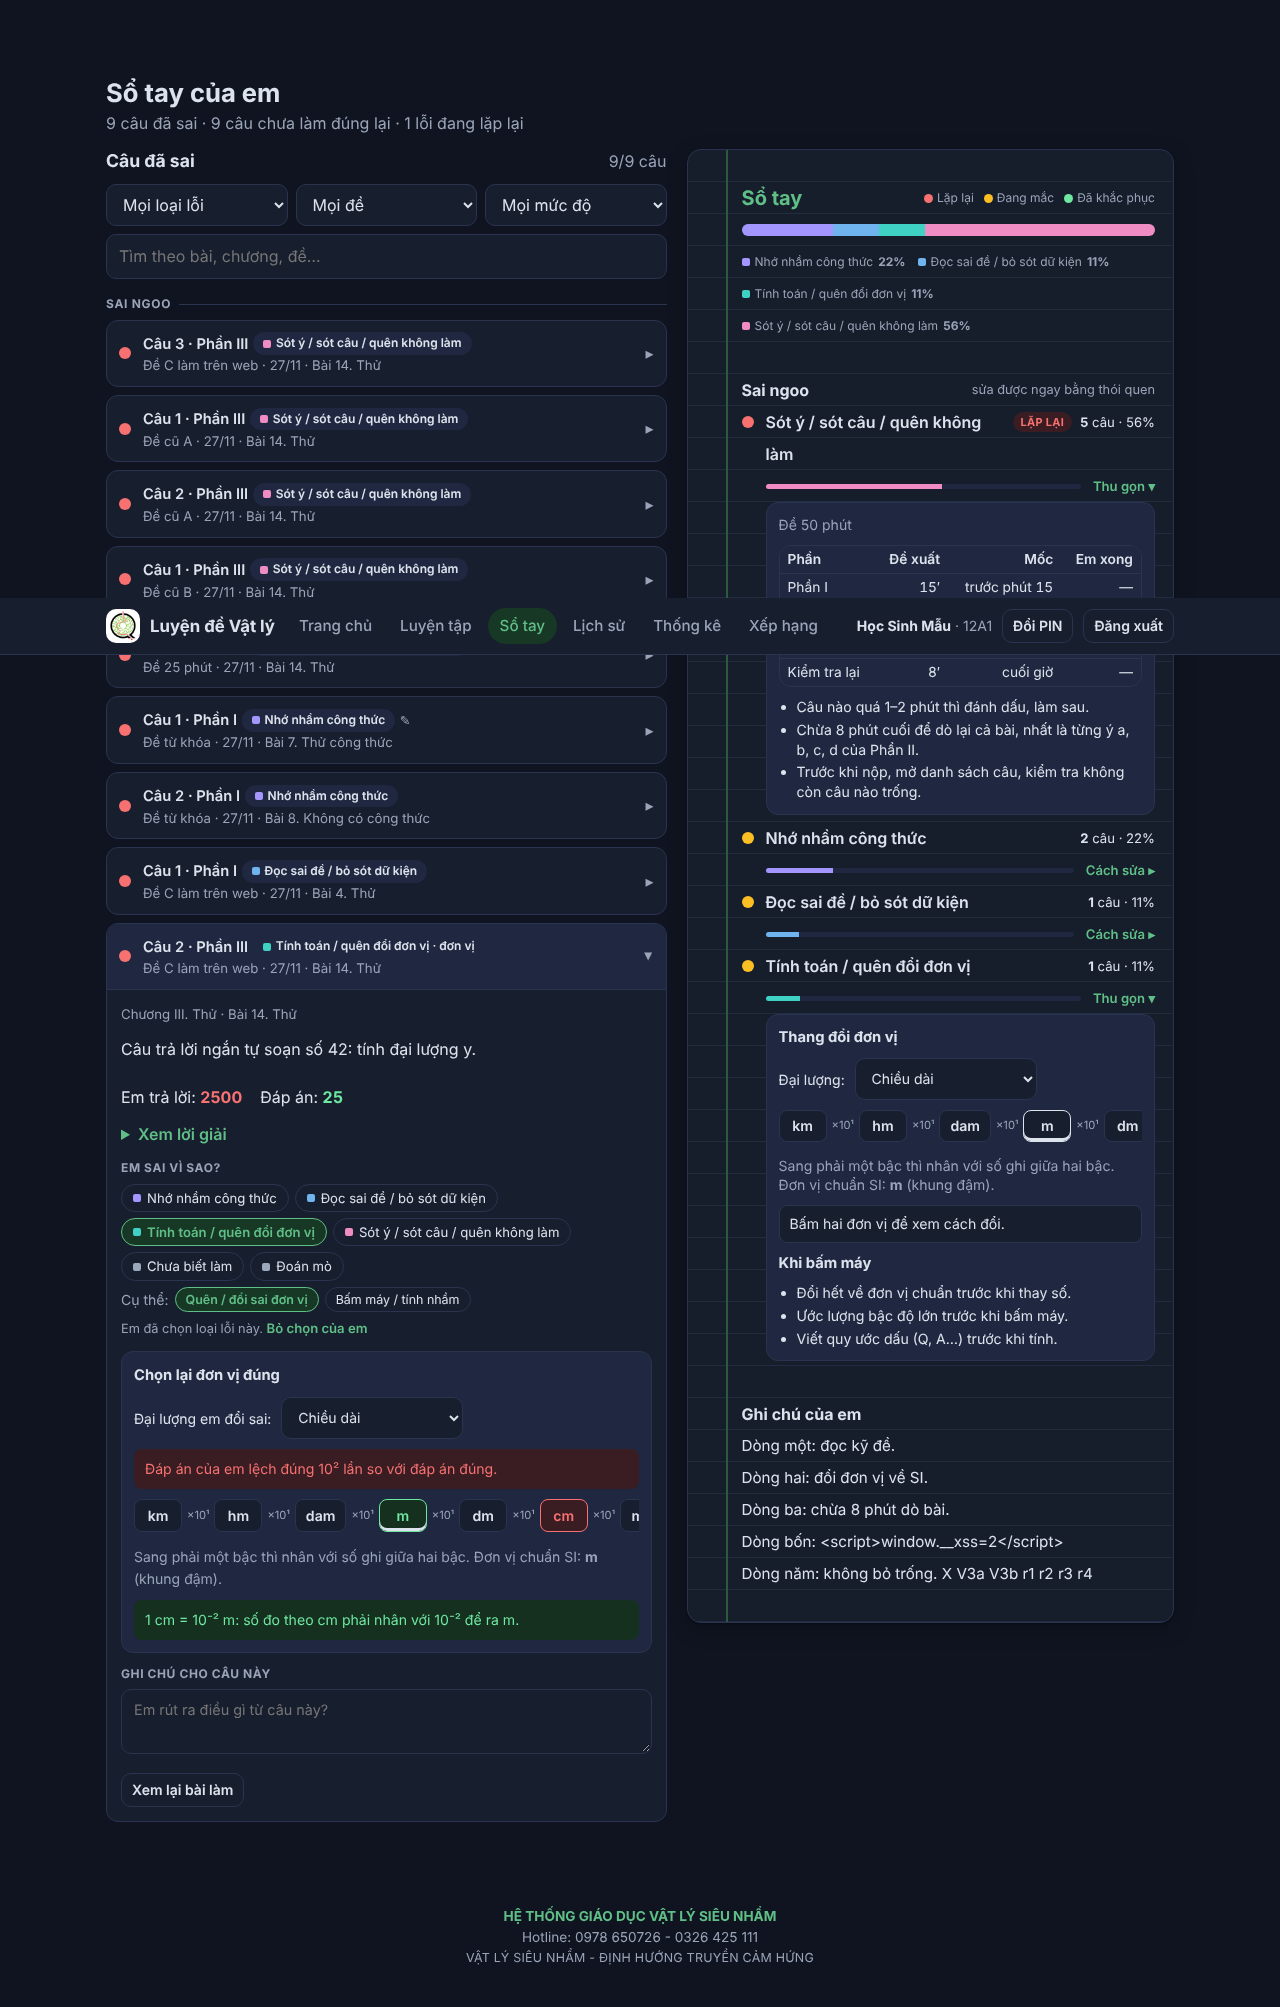 Sổ tay của em
9 câu đã sai · 9 câu chưa làm đúng lại · 1 lỗi đang lặp lại
Câu đã sai 9/9 câu
Mọi loại lỗi Mọi đề Mọi mức độ
Tìm theo bài, chương, đề...
SAI NGOO
Câu 3 · Phần III Sót ý / sót câu / quên không làm ▸
Đề C làm trên web · 27/11 · Bài 14. Thử
Câu 1 · Phần III Sót ý / sót câu / quên không làm ▸
Đề cũ A · 27/11 · Bài 14. Thử
Câu 2 · Phần III Sót ý / sót câu / quên không làm ▸
Đề cũ A · 27/11 · Bài 14. Thử
Câu 1 · Phần III Sót ý / sót câu / quên không làm ▸
Đề cũ B · 27/11 · Bài 14. Thử
Luyện đề Vật lý Trang chủ Luyện tập Sổ tay Lịch sử Thống kê Xếp hạng Học Sinh Mẫu · 12A1 Đổi PIN Đăng xuất
Đề 25 phút · 27/11 · Bài 14. Thử
Câu 1 · Phần I Nhớ nhầm công thức ✎ ▸
Đề từ khóa · 27/11 · Bài 7. Thử công thức
Câu 2 · Phần I Nhớ nhầm công thức ▸
Đề từ khóa · 27/11 · Bài 8. Không có công thức
Câu 1 · Phần I Đọc sai đề / bỏ sót dữ kiện ▸
Đề C làm trên web · 27/11 · Bài 4. Thử
Câu 2 · Phần III Tính toán / quên đổi đơn vị · đơn vị ▾
Đề C làm trên web · 27/11 · Bài 14. Thử
Chương III. Thử · Bài 14. Thử
Câu trả lời ngắn tự soạn số 42: tính đại lượng y.
Em trả lời: 2500 Đáp án: 25
▶ Xem lời giải
EM SAI VÌ SAO?
Nhớ nhầm công thức Đọc sai đề / bỏ sót dữ kiện
Tính toán / quên đổi đơn vị Sót ý / sót câu / quên không làm
Chưa biết làm Đoán mò
Cụ thể: Quên / đổi sai đơn vị Bấm máy / tính nhầm
Em đã chọn loại lỗi này. Bỏ chọn của em
Chọn lại đơn vị đúng
Đại lượng em đổi sai: Chiều dài
Đáp án của em lệch đúng 10² lần so với đáp án đúng.
km ×10¹ hm ×10¹ dam ×10¹ m ×10¹ dm ×10¹ cm ×10¹
Sang phải một bậc thì nhân với số ghi giữa hai bậc. Đơn vị chuẩn SI: m
(khung đậm).
1 cm = 10⁻² m: số đo theo cm phải nhân với 10⁻² để ra m.
GHI CHÚ CHO CÂU NÀY
Em rút ra điều gì từ câu này?
Xem lại bài làm
Sổ tay Lặp lại Đang mắc Đã khắc phục
Nhớ nhầm công thức 22% Đọc sai đề / bỏ sót dữ kiện 11%
Tính toán / quên đổi đơn vị 11%
Sót ý / sót câu / quên không làm 56%
Sai ngoo sửa được ngay bằng thói quen
Sót ý / sót câu / quên không LẶP LẠI 5 câu · 56%
làm
Thu gọn ▾
Đề 50 phút
Phần Đề xuất Mốc Em xong
Phần I 15′ trước phút 15 —
Kiểm tra lại 8′ cuối giờ —
• Câu nào quá 1–2 phút thì đánh dấu, làm sau.
• Chừa 8 phút cuối để dò lại cả bài, nhất là từng ý a,
b, c, d của Phần II.
• Trước khi nộp, mở danh sách câu, kiểm tra không
còn câu nào trống.
Nhớ nhầm công thức 2 câu · 22%
Cách sửa ▸
Đọc sai đề / bỏ sót dữ kiện 1 câu · 11%
Cách sửa ▸
Tính toán / quên đổi đơn vị 1 câu · 11%
Thu gọn ▾
Thang đổi đơn vị
Đại lượng: Chiều dài
km ×10¹ hm ×10¹ dam ×10¹ m ×10¹ dm
Sang phải một bậc thì nhân với số ghi giữa hai bậc.
Đơn vị chuẩn SI: m (khung đậm).
Bấm hai đơn vị để xem cách đổi.
Khi bấm máy
• Đổi hết về đơn vị chuẩn trước khi thay số.
• Ước lượng bậc độ lớn trước khi bấm máy.
• Viết quy ước dấu (Q, A...) trước khi tính.
Ghi chú của em
Dòng một: đọc kỹ đề.
Dòng hai: đổi đơn vị về SI.
Dòng ba: chừa 8 phút dò bài.
Dòng bốn: <script>window.__xss=2</script>
Dòng năm: không bỏ trống. X V3a V3b r1 r2 r3 r4
HỆ THỐNG GIÁO DỤC VẬT LÝ SIÊU NHẨM
Hotline: 0978 650726 - 0326 425 111
VẬT LÝ SIÊU NHẨM - ĐỊNH HƯỚNG TRUYỀN CẢM HỨNG